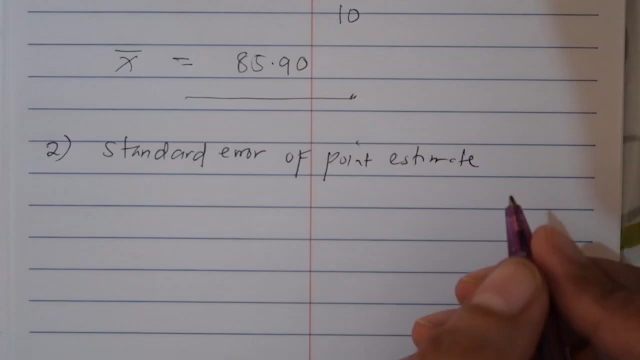 10
x̅ = 85.90
2) Standard error of point estimate